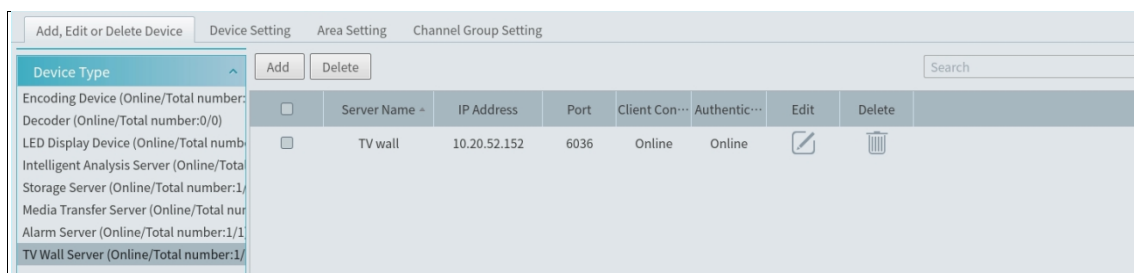 Add, Edit or Delete Device Device Setting Area Setting Channel Group Setting
Device Type Add Delete Search
Encoding Device (Online/Total number:
Decoder (Online/Total number:0/0)
LED Display Device (Online/Total numb
Intelligent Analysis Server (Online/Total
Storage Server (Online/Total number:1/
Media Transfer Server (Online/Total nur
Alarm Server (Online/Total number:1/1
TV Wall Server (Online/Total number:1/
Server Name IP Address Port Client Con··· Authentic··· Edit Delete
TV wall 10.20.52.152 6036 Online Online